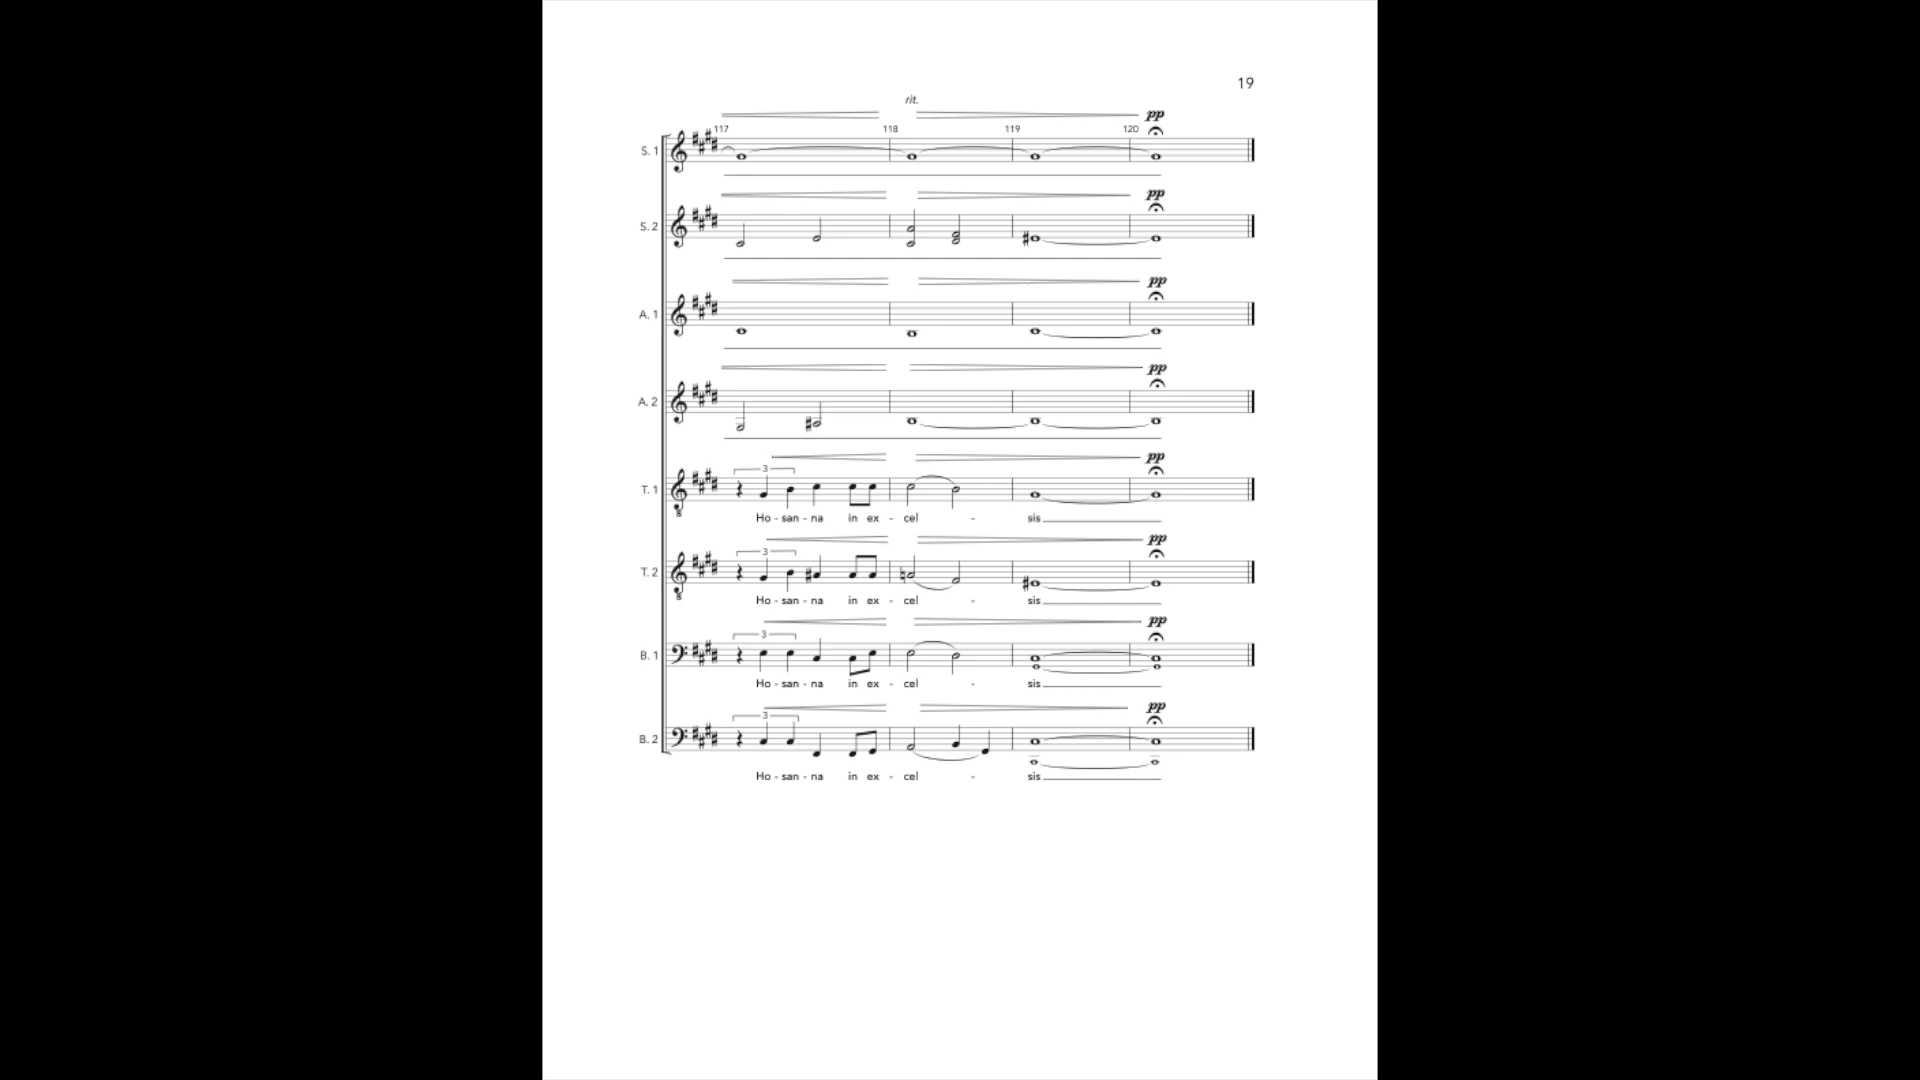 19
rit.
pp
117 118 119 120
S. 1
pp
S. 2
pp
A. 1
pp
A. 2
pp
3
T. 1
Ho - san - na in ex - cel - sis
pp
3
T. 2
Ho - san - na in ex - cel - sis
pp
3
B. 1
Ho - san - na in ex - cel - sis
pp
3
B. 2
Ho - san - na in ex - cel - sis